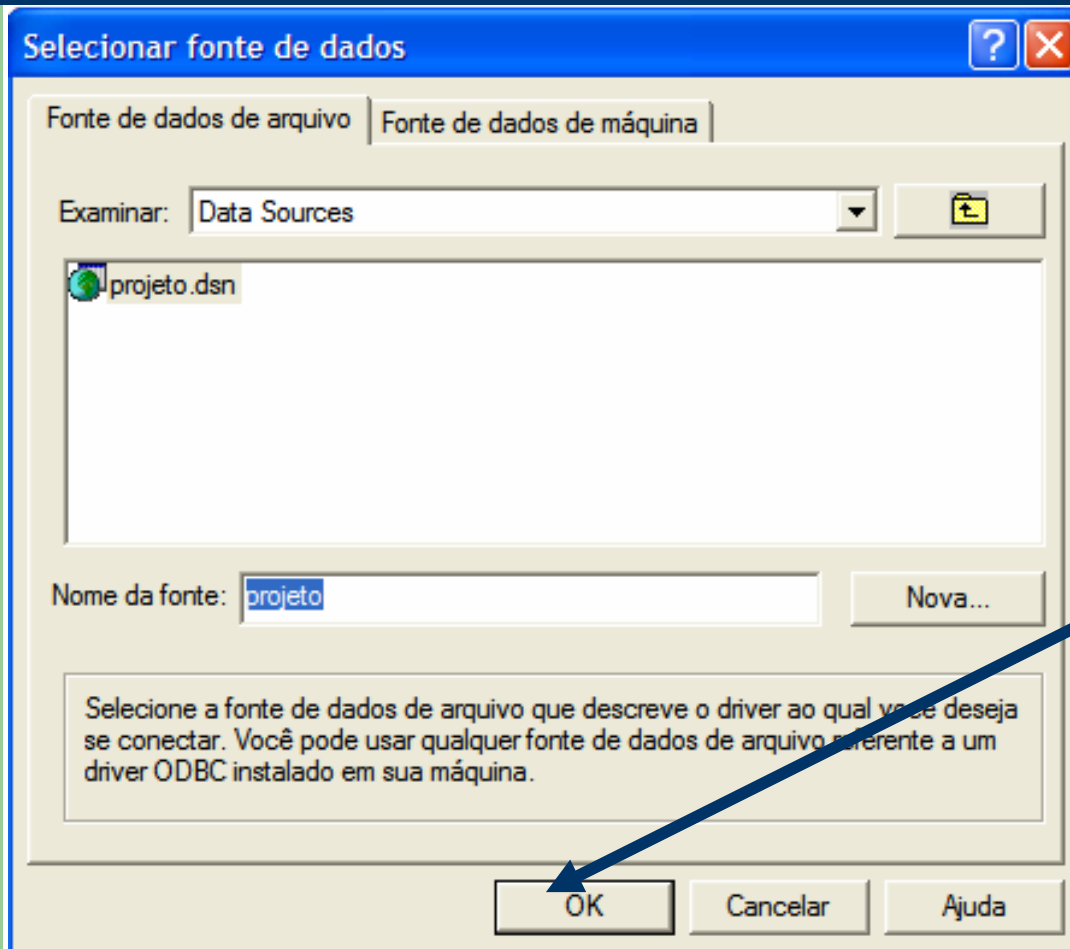 Selecionar fonte de dados
Fonte de dados de arquivo Fonte de dados de máquina
Examinar: Data Sources
projeto.dsn
Nome da fonte: projeto Nova...
Selecione a fonte de dados de arquivo que descreve o driver ao qual você deseja
se conectar. Você pode usar qualquer fonte de dados de arquivo referente a um
driver ODBC instalado em sua máquina.
OK Cancelar Ajuda